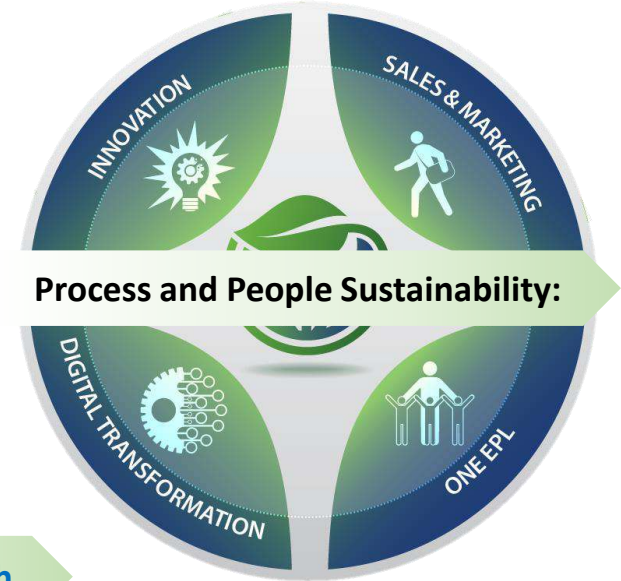 INNOVATION
SALES & MARKETING
Process and People Sustainability:
DIGITAL TRANSFORMATION
ONE EPL